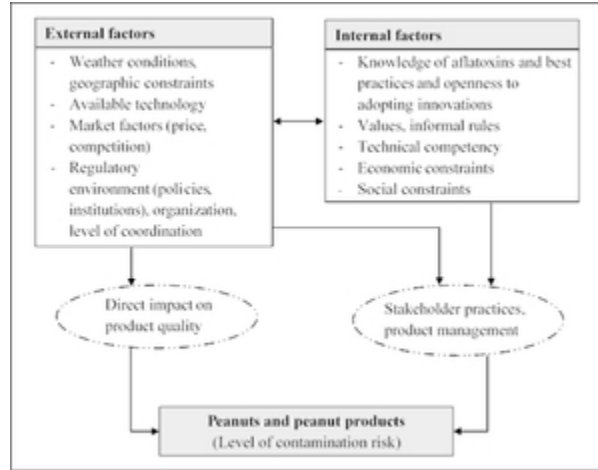 External factors
- Weather conditions,
geographic constraints
- Available technology
- Market factors (price,
competition)
- Regulatory
environment (policies,
institutions), organization,
level of coordination
Internal factors
- Knowledge of aflatoxins and best
practices and openness to
adopting innovations
- Values, informal rules
- Technical competency
- Economic constraints
- Social constraints
Direct impact on
product quality
Stakeholder practices,
product management
Peanuts and peanut products
(Level of contamination risk)